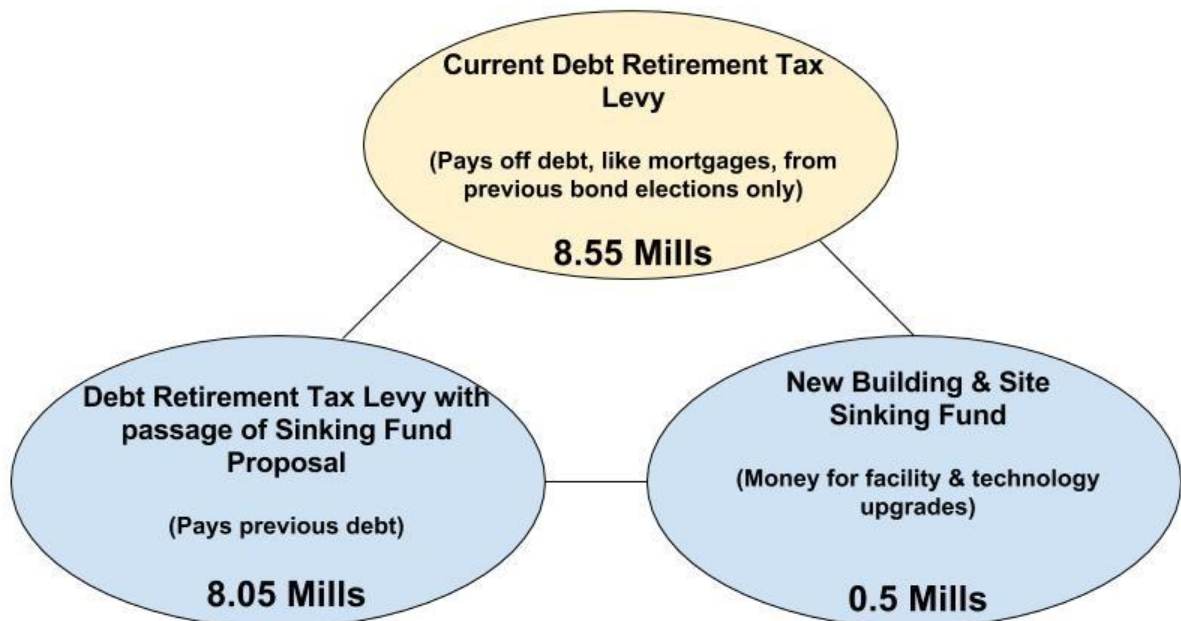 Current Debt Retirement Tax
Levy
(Pays off debt, like mortgages, from
previous bond elections only)
8.55 Mills
Debt Retirement Tax Levy with
passage of Sinking Fund
Proposal
(Pays previous debt)
8.05 Mills
New Building & Site
Sinking Fund
(Money for facility & technology
upgrades)
0.5 Mills